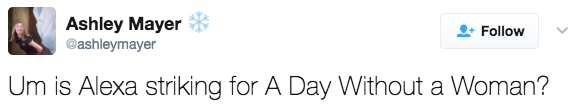 Ashley Mayer ❄️
@ashleymayer
Follow
Um is Alexa striking for A Day Without a Woman?